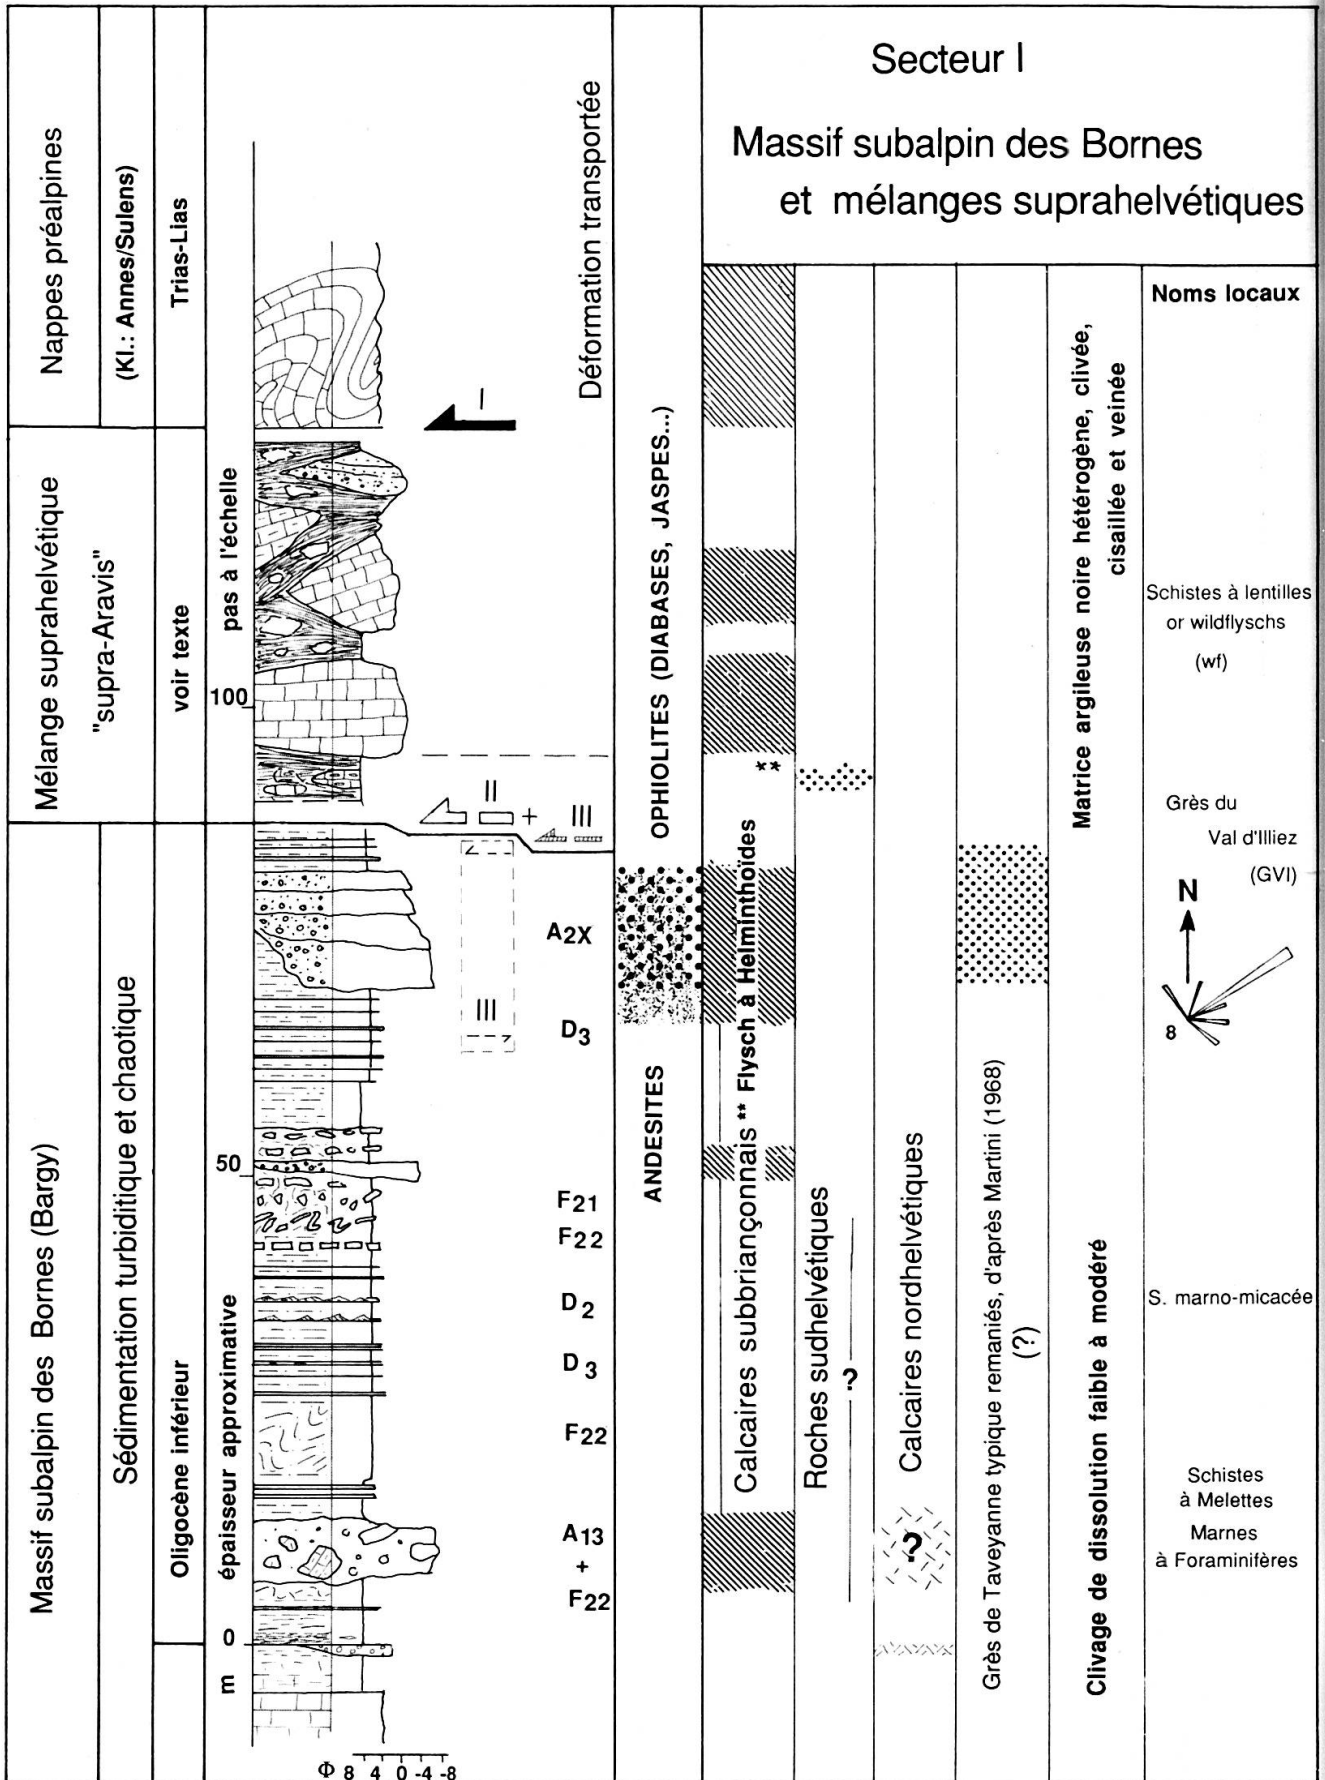 Secteur I
Massif subalpin des Bornes
et mélanges suprahelvétiques
Nappes préalpines
(Kl.: Annes/Sulens)
Trias-Lias
Déformation transportée
I
Noms locaux
Mélange suprahelvétique
"supra-Aravis"
voir texte
pas à l'échelle
100
II
+
III
OPHIOLITES (DIABASES, JASPES...)
**
Matrice argileuse noire hétérogène, clivée,
cisaillée et veinée
Schistes à lentilles
or wildflyschs
(wf)
Grès du
Val d'Illiez
(GVI)
N
8
Massif subalpin des Bornes (Bargy)
Sédimentation turbiditique et chaotique
Oligocène inférieur
épaisseur approximative
50
0
m
III
A2X
D3
F21
F22
D2
D3
F22
A13
+
F22
ANDESITES
Calcaires subbriançonnais ** Flysch à Helminthoïdes
Roches sudhelvétiques
?
Calcaires nordhelvétiques
?
Grès de Taveyanne typique remaniés, d'après Martini (1968)
(?)
Clivage de dissolution faible à modéré
S. marno-micacée
Schistes
à Melettes
Marnes
à Foraminifères
Φ 8 4 0 -4 -8